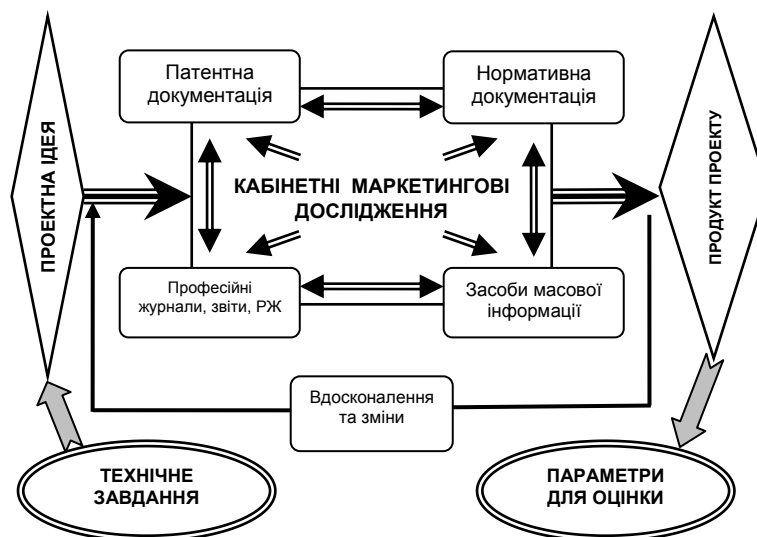 Патентна
документація
Нормативна
документація
ПРОЕКТНА ІДЕЯ
КАБІНЕТНІ МАРКЕТИНГОВІ
ДОСЛІДЖЕННЯ
ПРОДУКТ ПРОЕКТУ
Професійні
журнали, звіти, РЖ
Засоби масової
інформації
Вдосконалення
та зміни
ТЕХНІЧНЕ
ЗАВДАННЯ
ПАРАМЕТРИ
ДЛЯ ОЦІНКИ